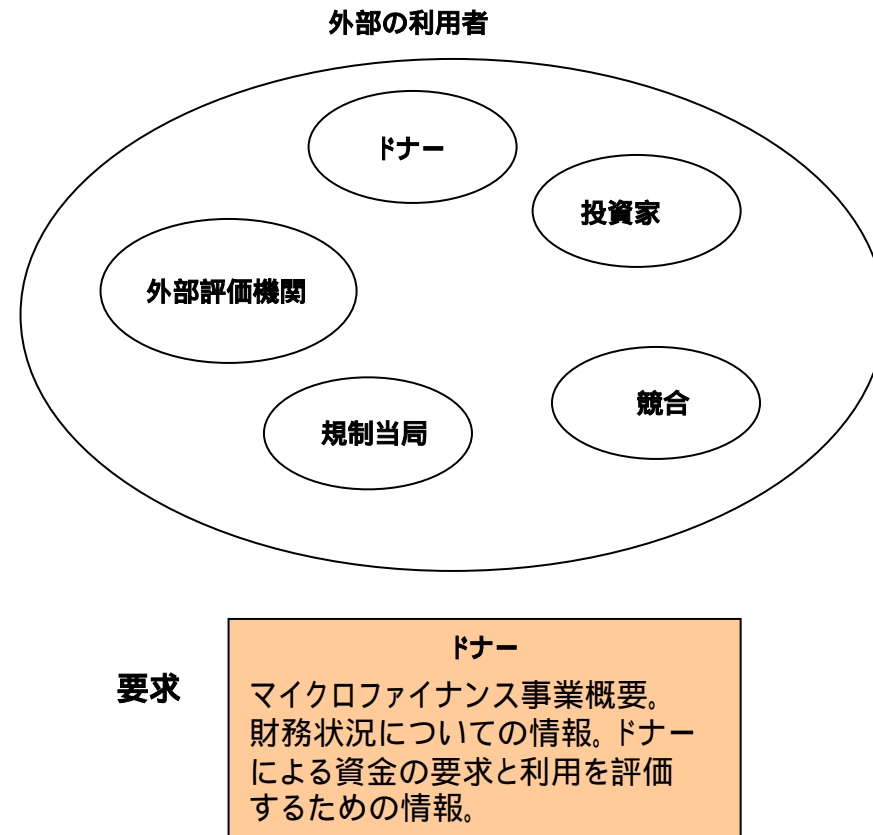 外部の利用者
ドナー
投資家
外部評価機関
競合
規制当局
要求
ドナー
マイクロファイナンス事業概要。
財務状況についての情報。ドナー
による資金の要求と利用を評価
するための情報。